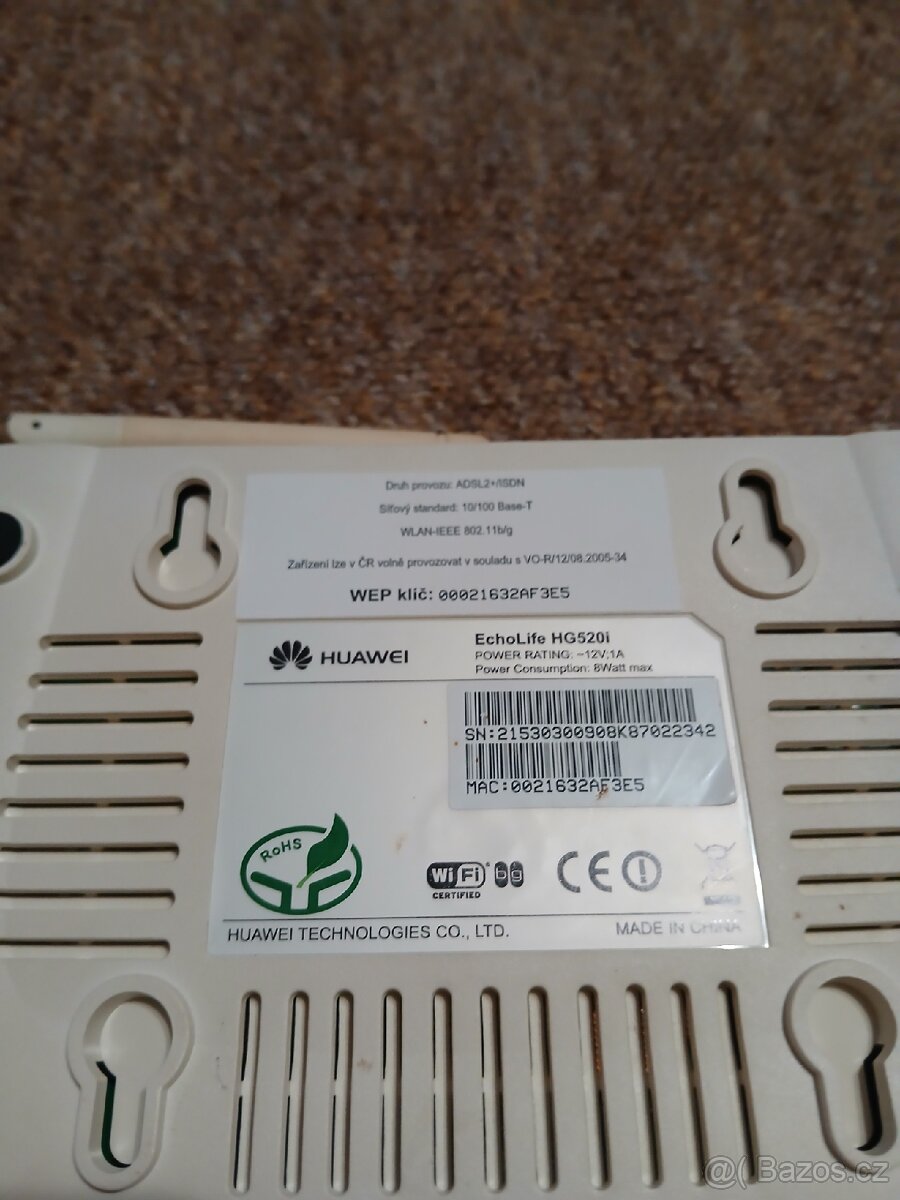 Druh provozu: ADSL2+/ISDN
Síťový standard: 10/100 Base-T
WLAN-IEEE 802.11b/g
Zařízení lze v ČR volně provozovat v souladu s VO-R/12/08.2005-34
WEP klíč: 00021632AF3E5
HUAWEI
EchoLife HG520i
POWER RATING: ~12V;1A
Power Consumption: 8Watt max
SN:21530300908K87022342
MAC:0021632AF3E5
RoHS
WiFi bg
CERTIFIED
CE
HUAWEI TECHNOLOGIES CO., LTD.
MADE IN CHINA
@( Bazos.cz